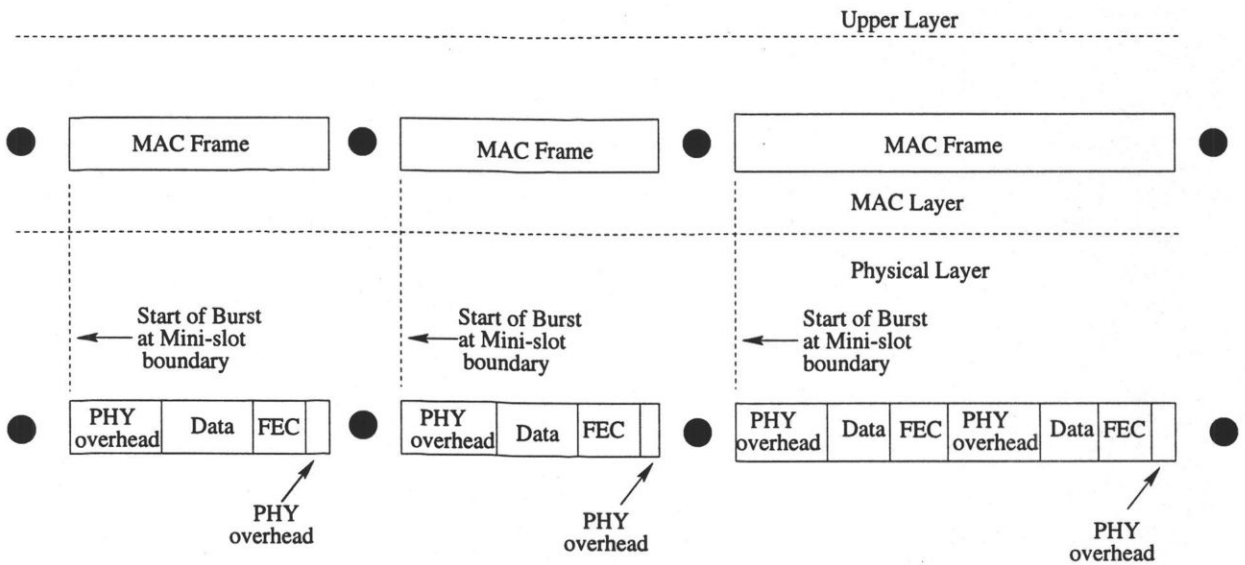 Upper Layer
MAC Frame
MAC Frame
MAC Frame
MAC Layer
Physical Layer
Start of Burst
at Mini-slot
boundary
Start of Burst
at Mini-slot
boundary
Start of Burst
at Mini-slot
boundary
PHY
overhead
Data
FEC
PHY
overhead
Data
FEC
PHY
overhead
Data
FEC
PHY
overhead
Data
FEC
PHY
overhead
PHY
overhead
PHY
overhead